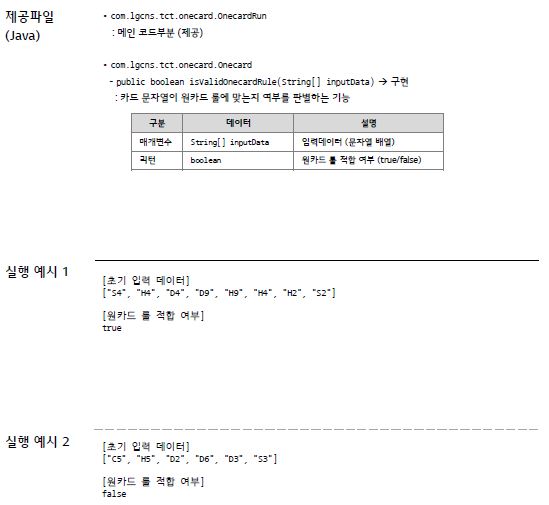 제공파일
(Java)
• com.lgcns.tct.onecard.OnecardRun
: 메인 코드부분 (제공)
• com.lgcns.tct.onecard.Onecard
- public boolean isValidOnecardRule(String[] inputData) → 구현
: 카드 문자열이 원카드 룰에 맞는지 여부를 판별하는 기능
구분 데이터 설명
매개변수 String[] inputData 입력데이터 (문자열 배열)
릭턴 boolean 원카드 룰 적합 여부 (true/false)
실행 예시 1
[초기 입력 데이터]
["S4", "H4", "D4", "D9", "H9", "H4", "H2", "S2"]
[원카드 룰 적합 여부]
true
실행 예시 2
[초기 입력 데이터]
["C5", "H5", "D2", "D6", "D3", "S3"]
[원카드 룰 적합 여부]
false